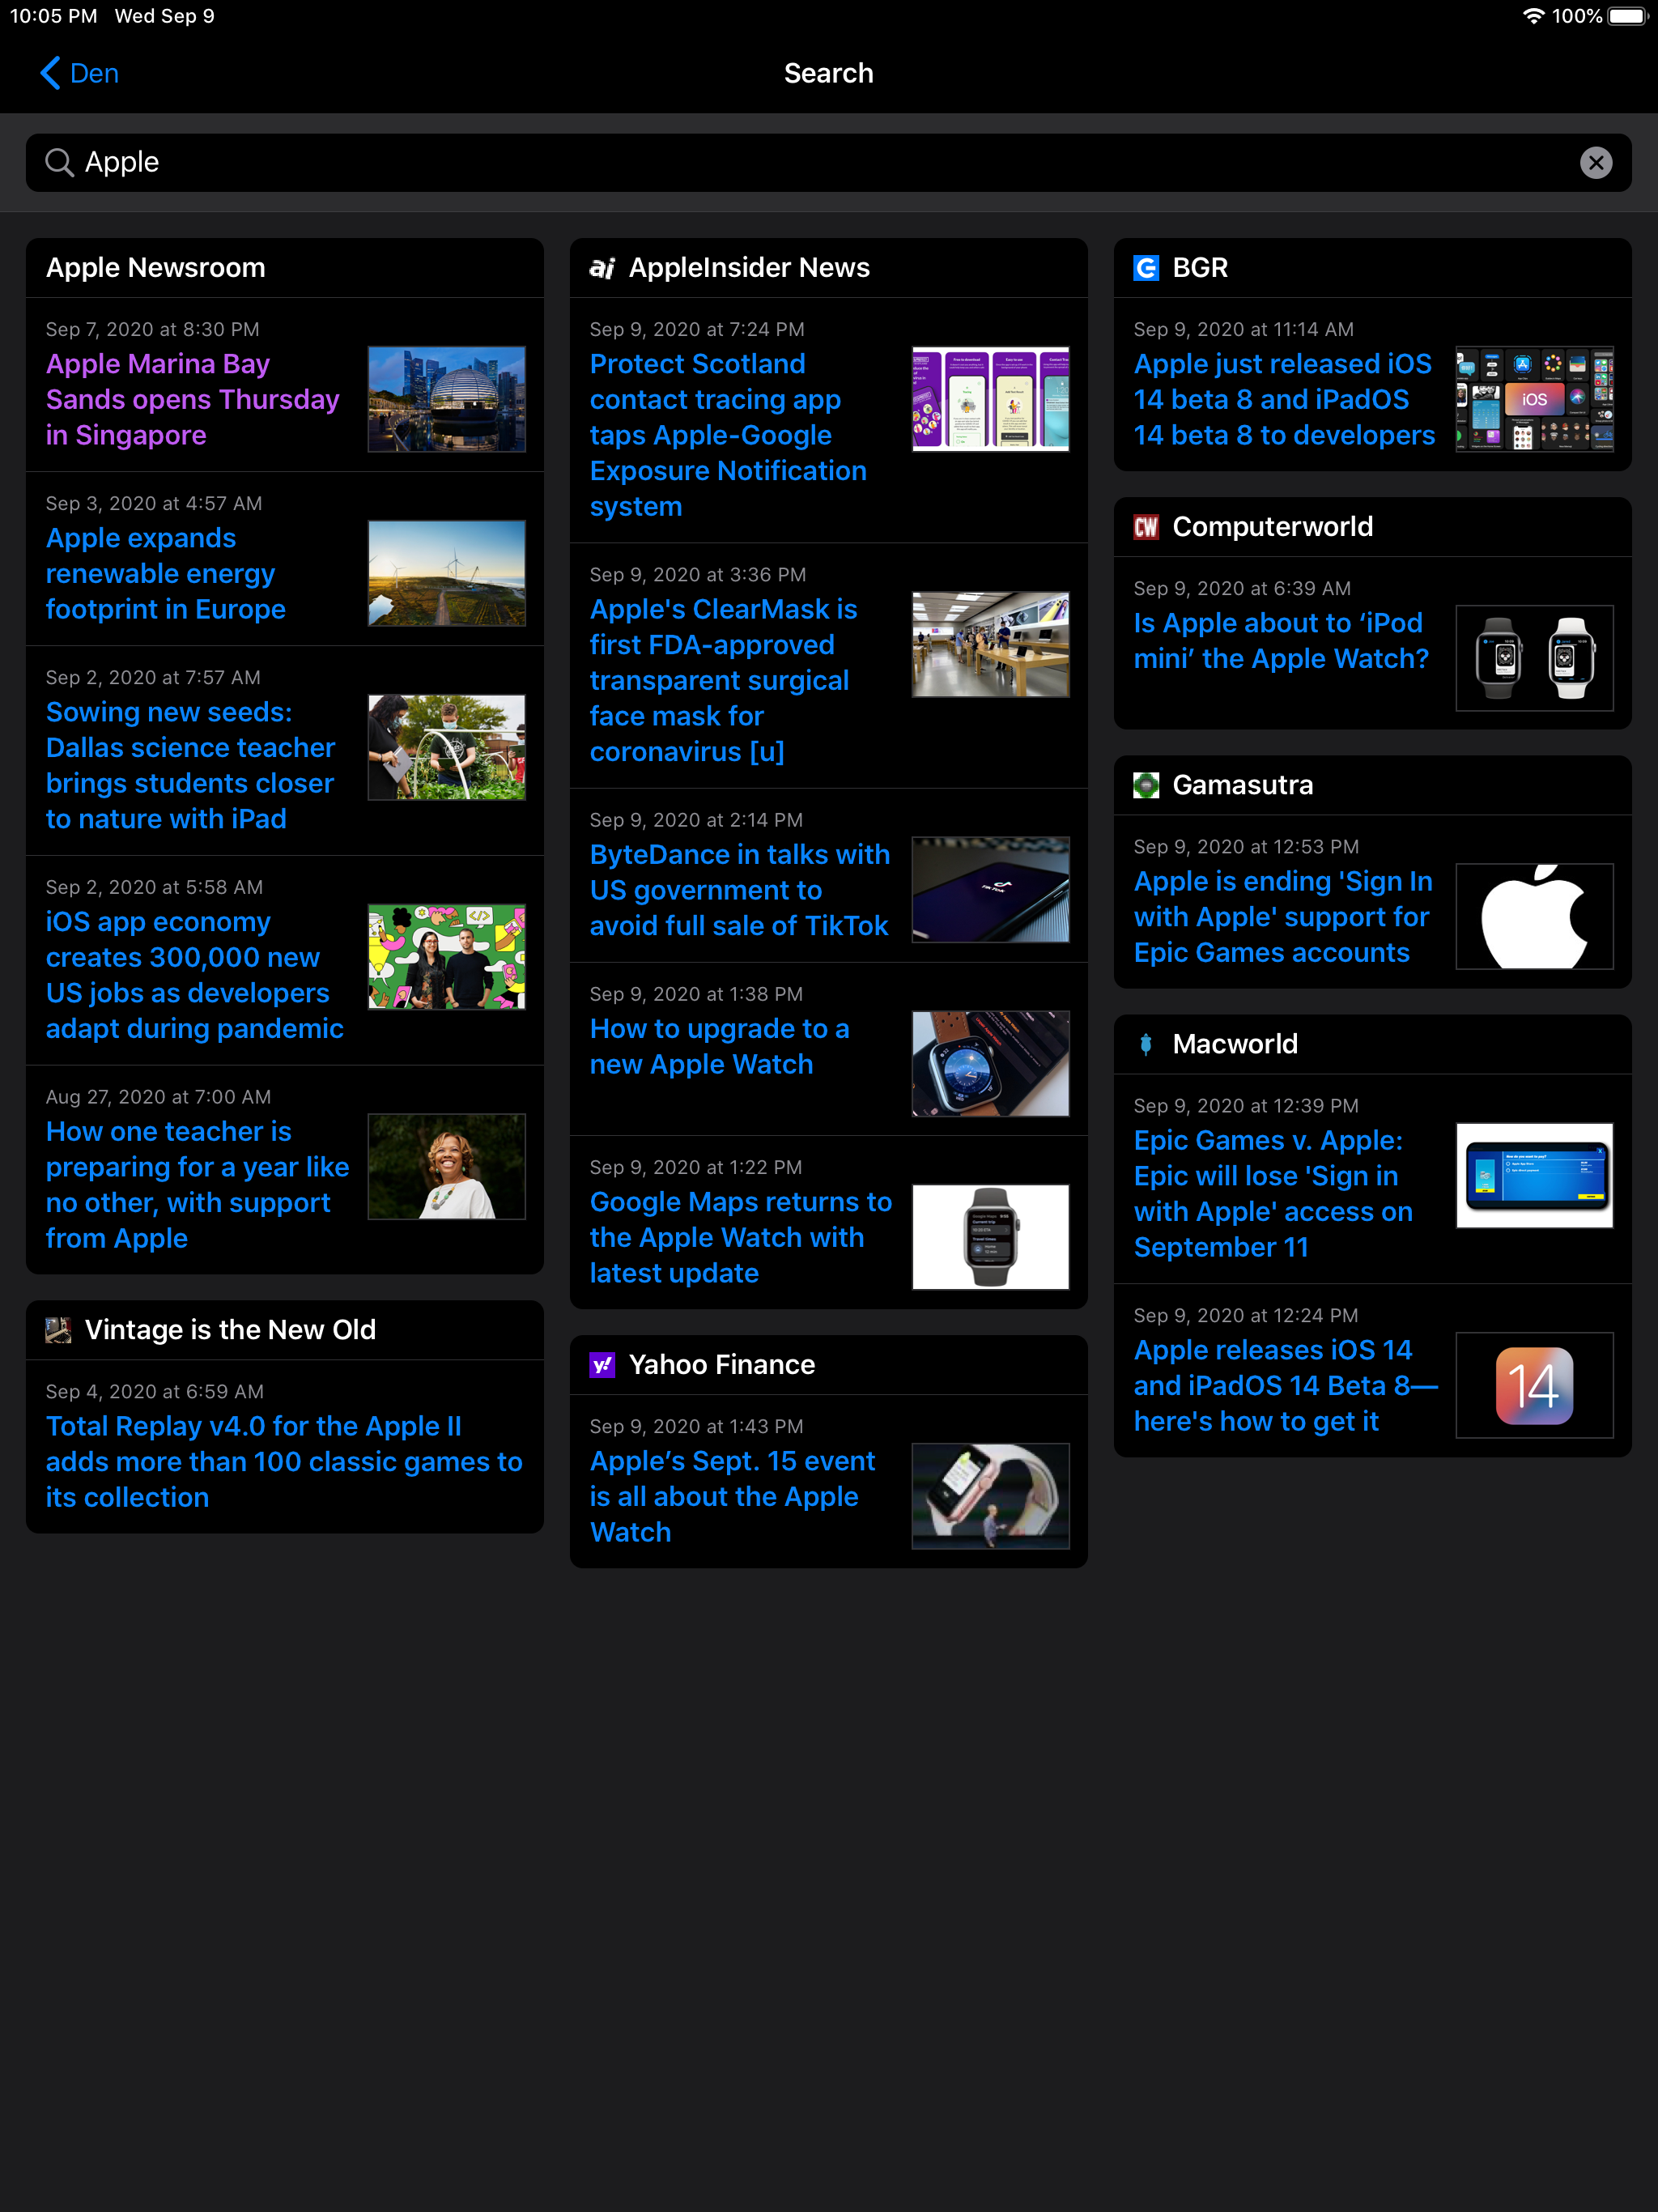 10:05 PM Wed Sep 9
100%
Den
Search
Apple
Apple Newsroom
Sep 7, 2020 at 8:30 PM
Apple Marina Bay
Sands opens Thursday
in Singapore
Sep 3, 2020 at 4:57 AM
Apple expands
renewable energy
footprint in Europe
Sep 2, 2020 at 7:57 AM
Sowing new seeds:
Dallas science teacher
brings students closer
to nature with iPad
Sep 2, 2020 at 5:58 AM
iOS app economy
creates 300,000 new
US jobs as developers
adapt during pandemic
</>
Aug 27, 2020 at 7:00 AM
How one teacher is
preparing for a year like
no other, with support
from Apple
Vintage is the New Old
Sep 4, 2020 at 6:59 AM
Total Replay v4.0 for the Apple II
adds more than 100 classic games to
its collection
ai AppleInsider News
Sep 9, 2020 at 7:24 PM
Protect Scotland
contact tracing app
taps Apple-Google
Exposure Notification
system
Sep 9, 2020 at 3:36 PM
Apple's ClearMask is
first FDA-approved
transparent surgical
face mask for
coronavirus [u]
Sep 9, 2020 at 2:14 PM
ByteDance in talks with
US government to
avoid full sale of TikTok
TikTok
Sep 9, 2020 at 1:38 PM
How to upgrade to a
new Apple Watch
Sep 9, 2020 at 1:22 PM
Google Maps returns to
the Apple Watch with
latest update
Google Maps
Current trip
Travel times
Home
y! Yahoo Finance
Sep 9, 2020 at 1:43 PM
Apple’s Sept. 15 event
is all about the Apple
Watch
G BGR
Sep 9, 2020 at 11:14 AM
Apple just released iOS
14 beta 8 and iPadOS
14 beta 8 to developers
iOS
CW Computerworld
Sep 9, 2020 at 6:39 AM
Is Apple about to ‘iPod
mini’ the Apple Watch?
Gamasutra
Sep 9, 2020 at 12:53 PM
Apple is ending 'Sign In
with Apple' support for
Epic Games accounts
Macworld
Sep 9, 2020 at 12:39 PM
Epic Games v. Apple:
Epic will lose 'Sign in
with Apple' access on
September 11
How do you want to pay?
Sep 9, 2020 at 12:24 PM
Apple releases iOS 14
and iPadOS 14 Beta 8—
here's how to get it
14